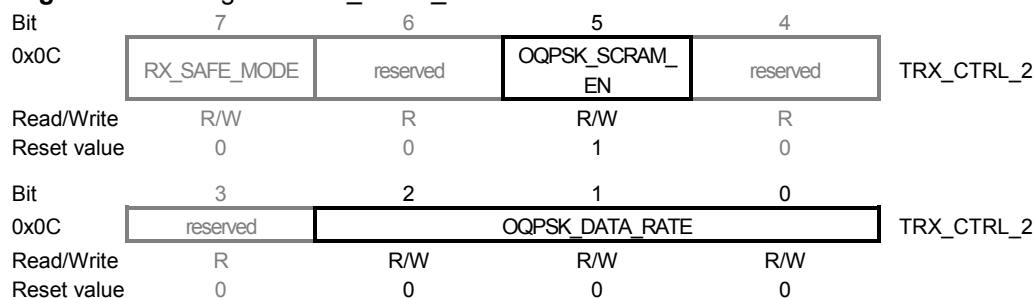 Bit 7 6 5 4
0x0C RX_SAFE_MODE reserved OQPSK_SCRAM_ EN reserved TRX_CTRL_2
Read/Write R/W R R/W R
Reset value 0 0 1 0
Bit 3 2 1 0
0x0C reserved OQPSK_DATA_RATE TRX_CTRL_2
Read/Write R R/W R/W R/W
Reset value 0 0 0 0